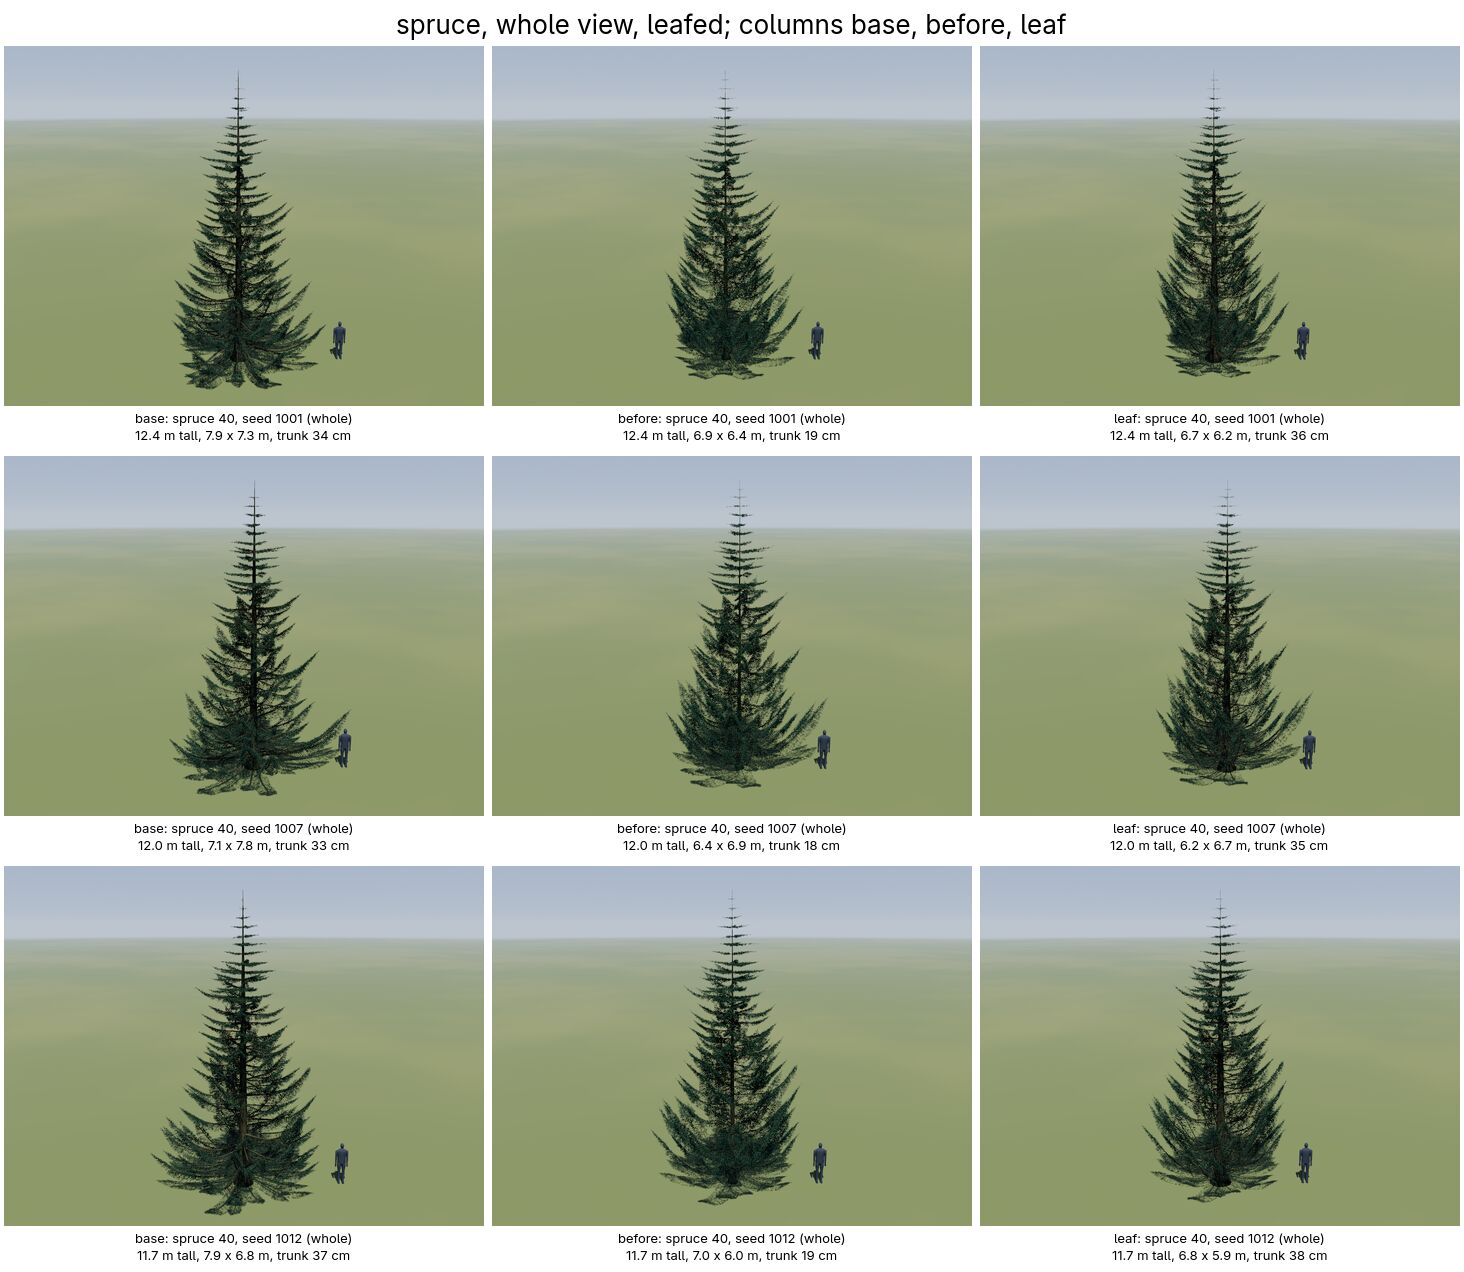 spruce, whole view, leafed; columns base, before, leaf
base: spruce 40, seed 1001 (whole)
12.4 m tall, 7.9 x 7.3 m, trunk 34 cm
before: spruce 40, seed 1001 (whole)
12.4 m tall, 6.9 x 6.4 m, trunk 19 cm
leaf: spruce 40, seed 1001 (whole)
12.4 m tall, 6.7 x 6.2 m, trunk 36 cm
base: spruce 40, seed 1007 (whole)
12.0 m tall, 7.1 x 7.8 m, trunk 33 cm
before: spruce 40, seed 1007 (whole)
12.0 m tall, 6.4 x 6.9 m, trunk 18 cm
leaf: spruce 40, seed 1007 (whole)
12.0 m tall, 6.2 x 6.7 m, trunk 35 cm
base: spruce 40, seed 1012 (whole)
11.7 m tall, 7.9 x 6.8 m, trunk 37 cm
before: spruce 40, seed 1012 (whole)
11.7 m tall, 7.0 x 6.0 m, trunk 19 cm
leaf: spruce 40, seed 1012 (whole)
11.7 m tall, 6.8 x 5.9 m, trunk 38 cm